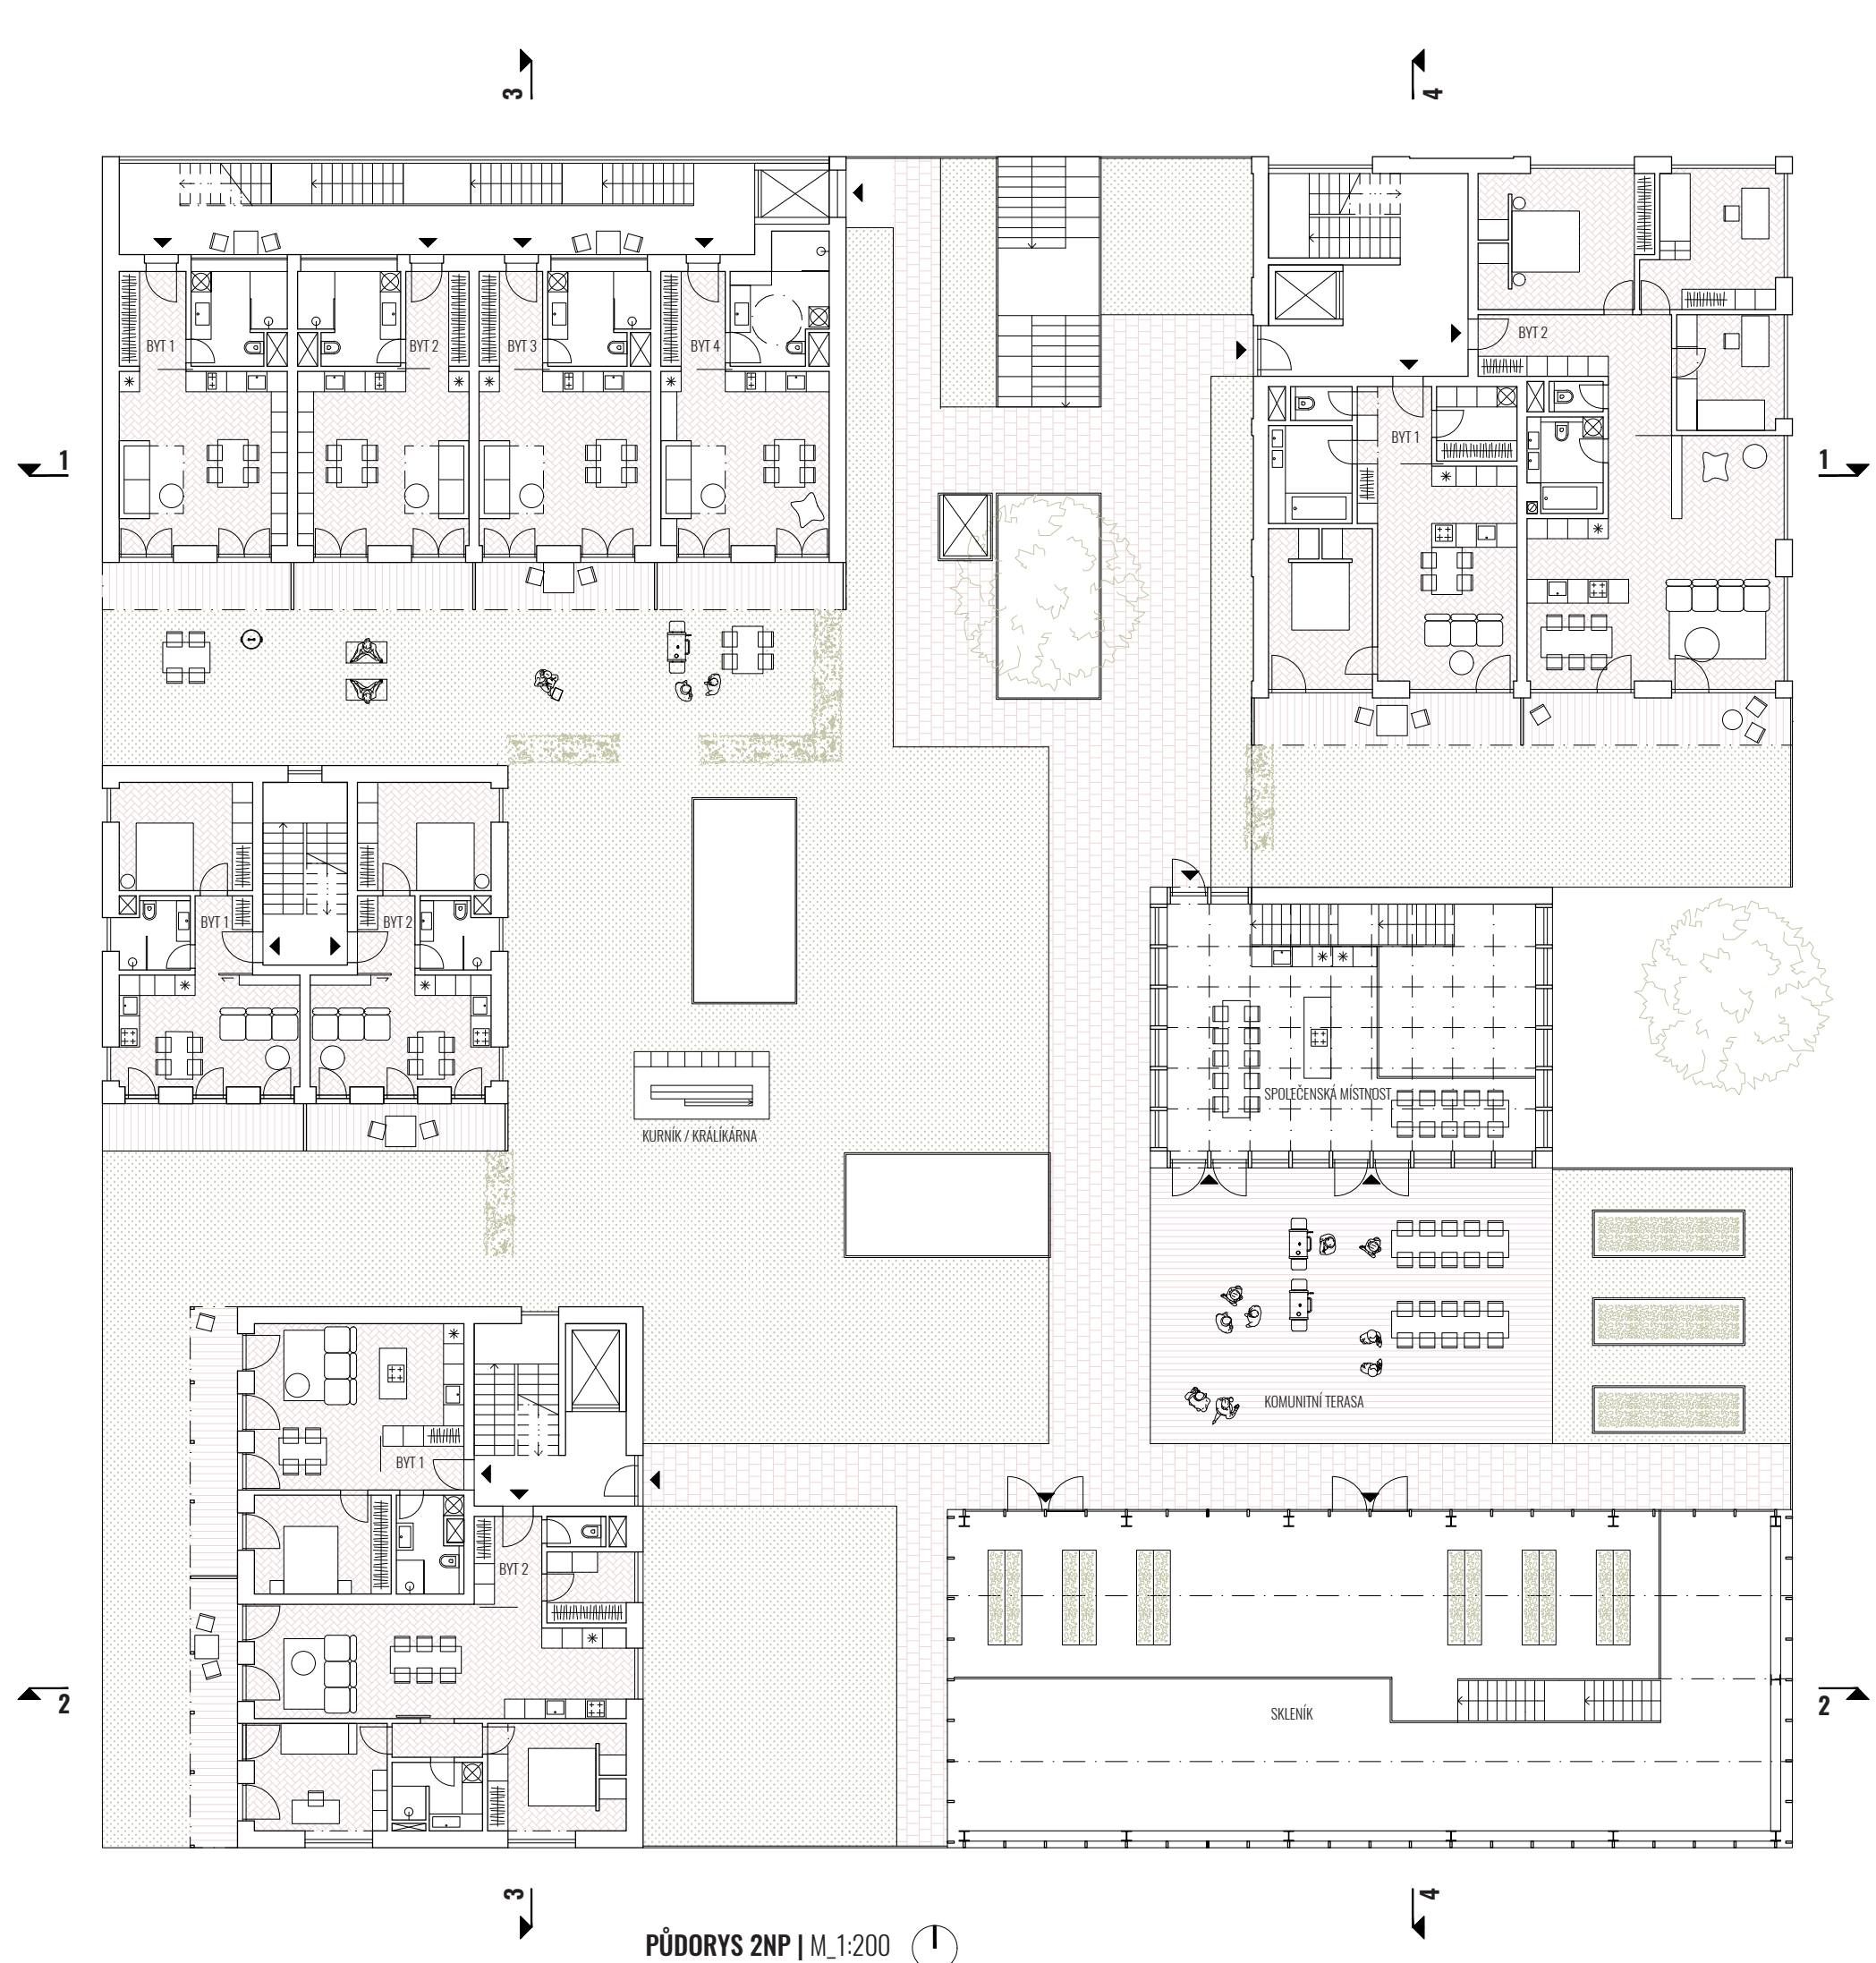 3
4
BYT 2
BYT 1
BYT 2
BYT 3
BYT 4
BYT 1
1
1
BYT 1
BYT 2
SPOLEČENSKÁ MÍSTNOST
KURNÍK / KRÁLÍKÁRNA
KOMUNITNÍ TERASA
BYT 1
BYT 2
2
2
SKLENÍK
3
4
PŮDORYS 2NP | M_1:200